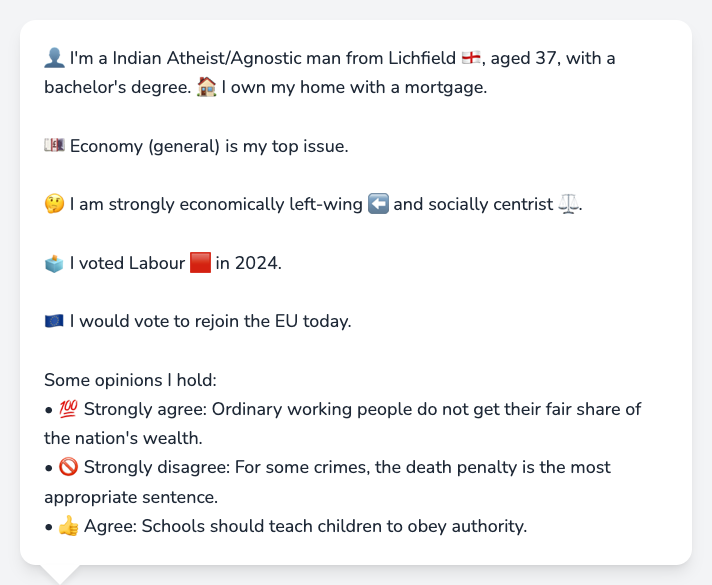 👤 I'm a Indian Atheist/Agnostic man from Lichfield 🏴󠁧󠁢󠁥󠁮󠁧󠁿, aged 37, with a
bachelor's degree. 🏠 I own my home with a mortgage.
💷 Economy (general) is my top issue.
🤔 I am strongly economically left-wing ⬅️ and socially centrist ⚖️.
🗳️ I voted Labour 🟥 in 2024.
🇪🇺 I would vote to rejoin the EU today.
Some opinions I hold:
• 💯 Strongly agree: Ordinary working people do not get their fair share of
the nation's wealth.
• 🚫 Strongly disagree: For some crimes, the death penalty is the most
appropriate sentence.
• 👍 Agree: Schools should teach children to obey authority.